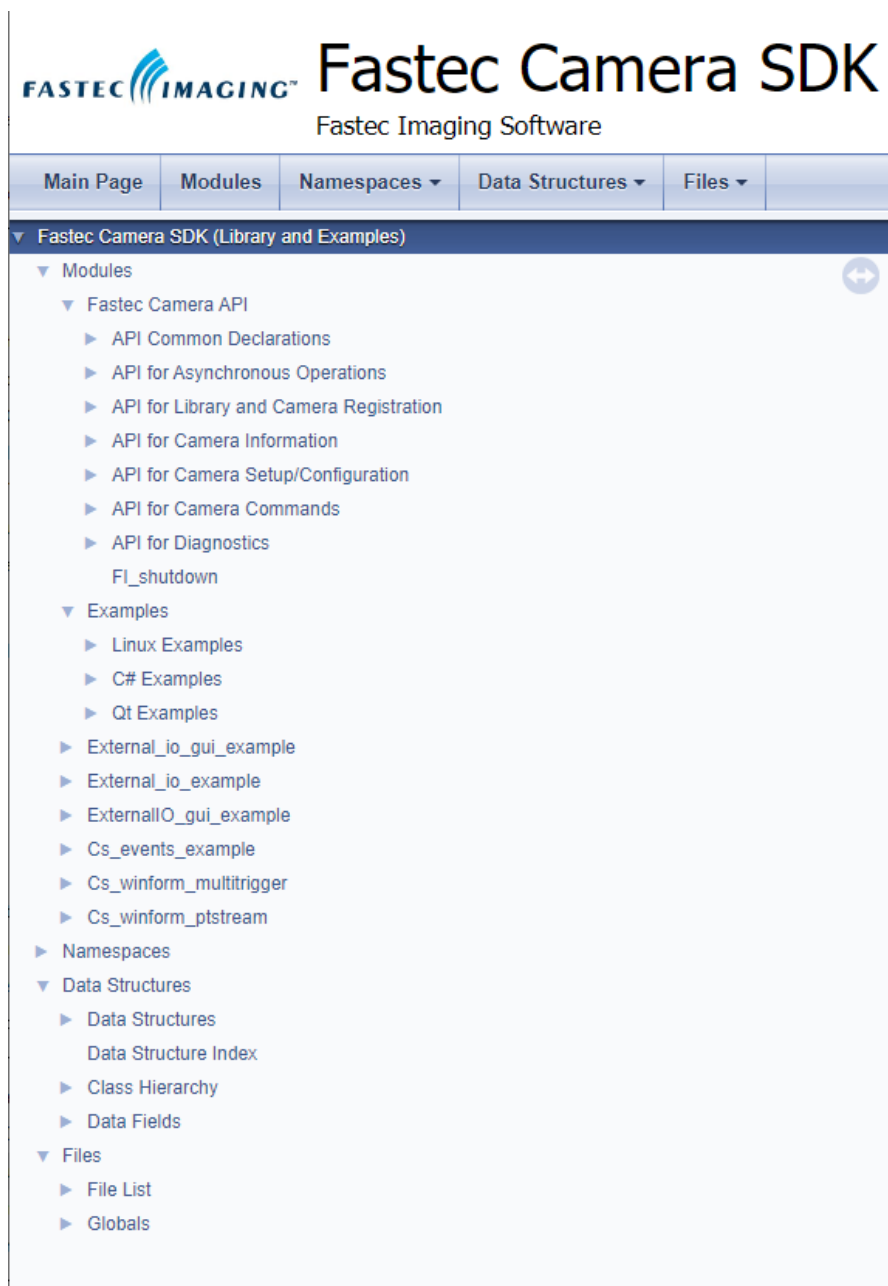 FASTEC IMAGING™
Fastec Camera SDK
Fastec Imaging Software
Main Page Modules Namespaces Data Structures Files
Fastec Camera SDK (Library and Examples)
Modules
Fastec Camera API
API Common Declarations
API for Asynchronous Operations
API for Library and Camera Registration
API for Camera Information
API for Camera Setup/Configuration
API for Camera Commands
API for Diagnostics
FI_shutdown
Examples
Linux Examples
C# Examples
Qt Examples
External_io_gui_example
External_io_example
ExternalIO_gui_example
Cs_events_example
Cs_winform_multitrigger
Cs_winform_ptstream
Namespaces
Data Structures
Data Structures
Data Structure Index
Class Hierarchy
Data Fields
Files
File List
Globals